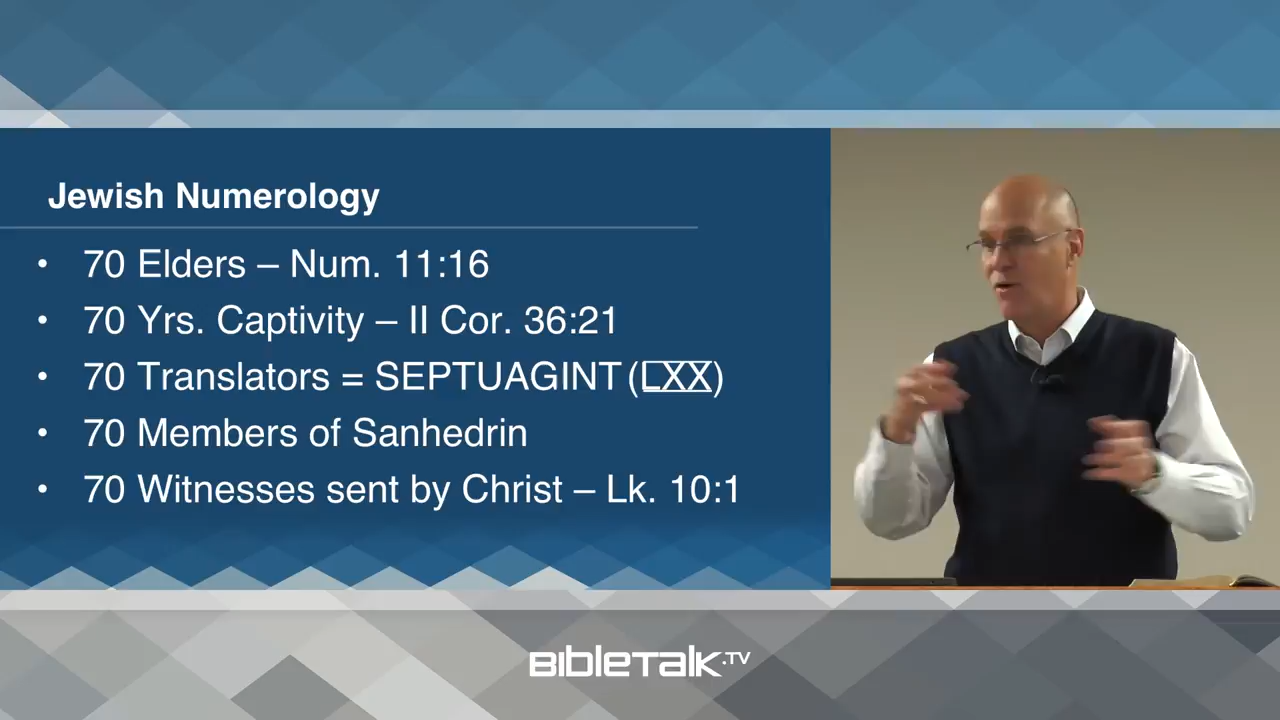 Jewish Numerology
• 70 Elders – Num. 11:16
• 70 Yrs. Captivity – II Cor. 36:21
• 70 Translators = SEPTUAGINT (LXX)
• 70 Members of Sanhedrin
• 70 Witnesses sent by Christ – Lk. 10:1
BIBLETALK.TV